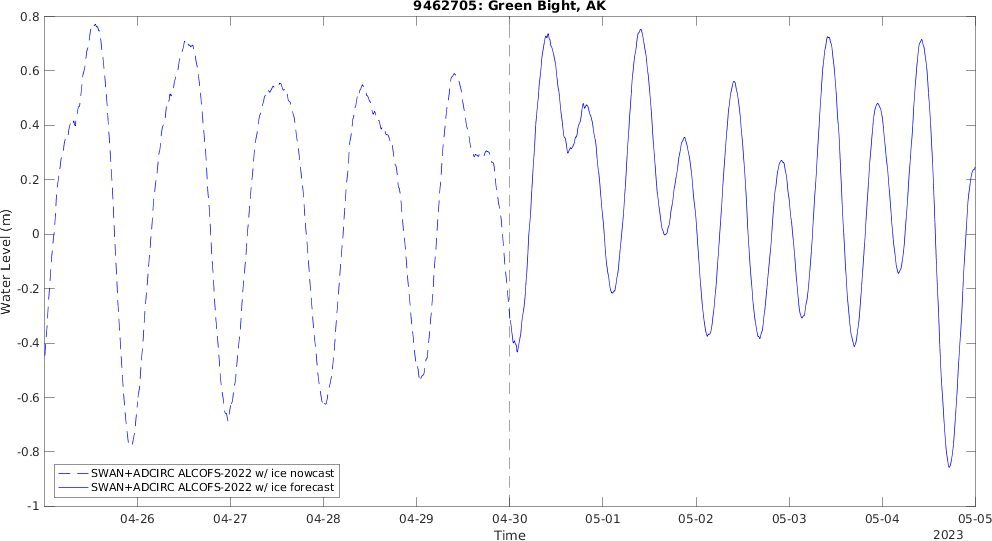 9462705: Green Bight, AK
0.8
0.6
0.4
0.2
0
-0.2
-0.4
-0.6
-0.8
-1
Water Level (m)
SWAN+ADCIRC ALCOFS-2022 w/ ice nowcast
SWAN+ADCIRC ALCOFS-2022 w/ ice forecast
04-26 04-27 04-28 04-29 04-30 05-01 05-02 05-03 05-04 05-05
Time
2023